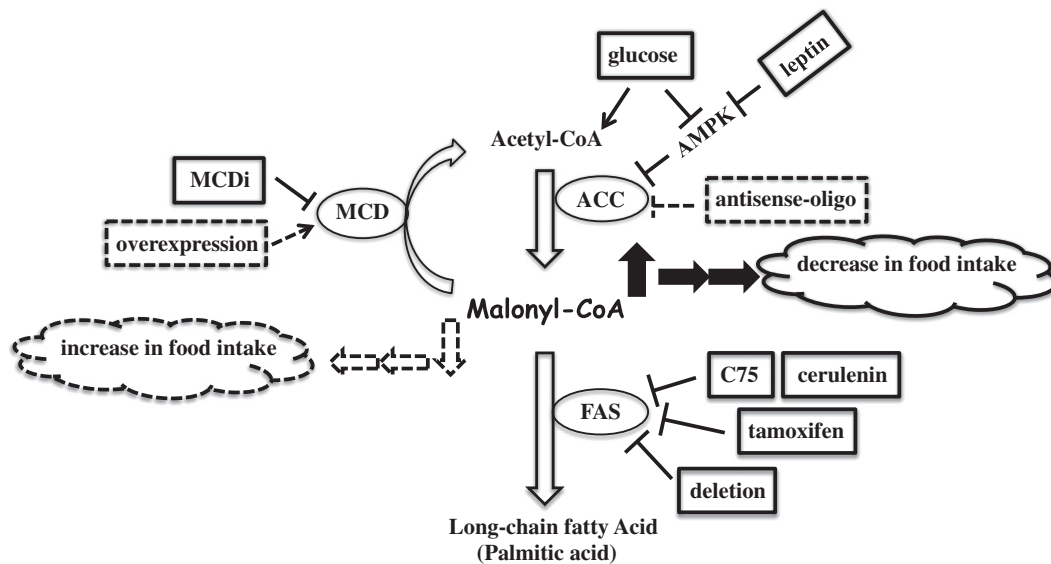 glucose
leptin
AMPK
Acetyl-CoA
MCDi
MCD
ACC
antisense-oligo
overexpression
decrease in food intake
Malonyl-CoA
increase in food intake
C75
cerulenin
FAS
tamoxifen
deletion
Long-chain fatty Acid
(Palmitic acid)